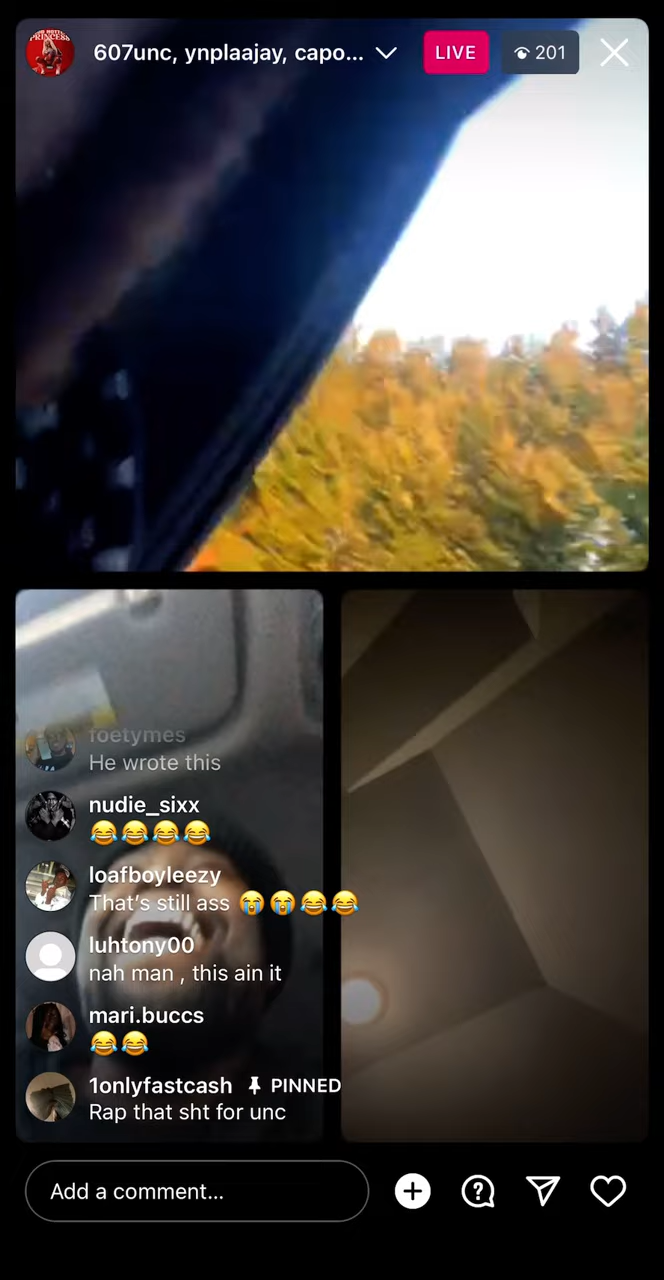 607unc, ynplaajay, capo...
LIVE
201
foetymes
He wrote this
nudie_sixx
😂😂😂😂
loafboyleezy
That's still ass 😭😭😂😂
luhtony00
nah man , this ain it
mari.buccs
😂😂
1onlyfastcash PINNED
Rap that sht for unc
Add a comment...